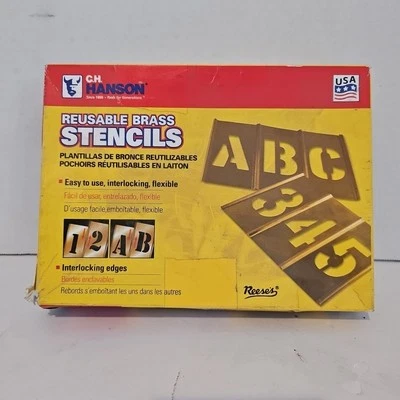 C.H.
HANSON
USA
REUSABLE BRASS
STENCILS
PLANTILLAS DE BRONCE REUTILIZABLES
POCHOIRS RÉUTILISABLES EN LAITON
Easy to use, interlocking, flexible
Fácil de usar, entrelazado, flexible
D'usage facile, emboîtable, flexible
1 2 A B
Interlocking edges
Bordes enclavables
Rebords s'emboîtant les uns dans les autres
A B C
3 4 5
Reeses